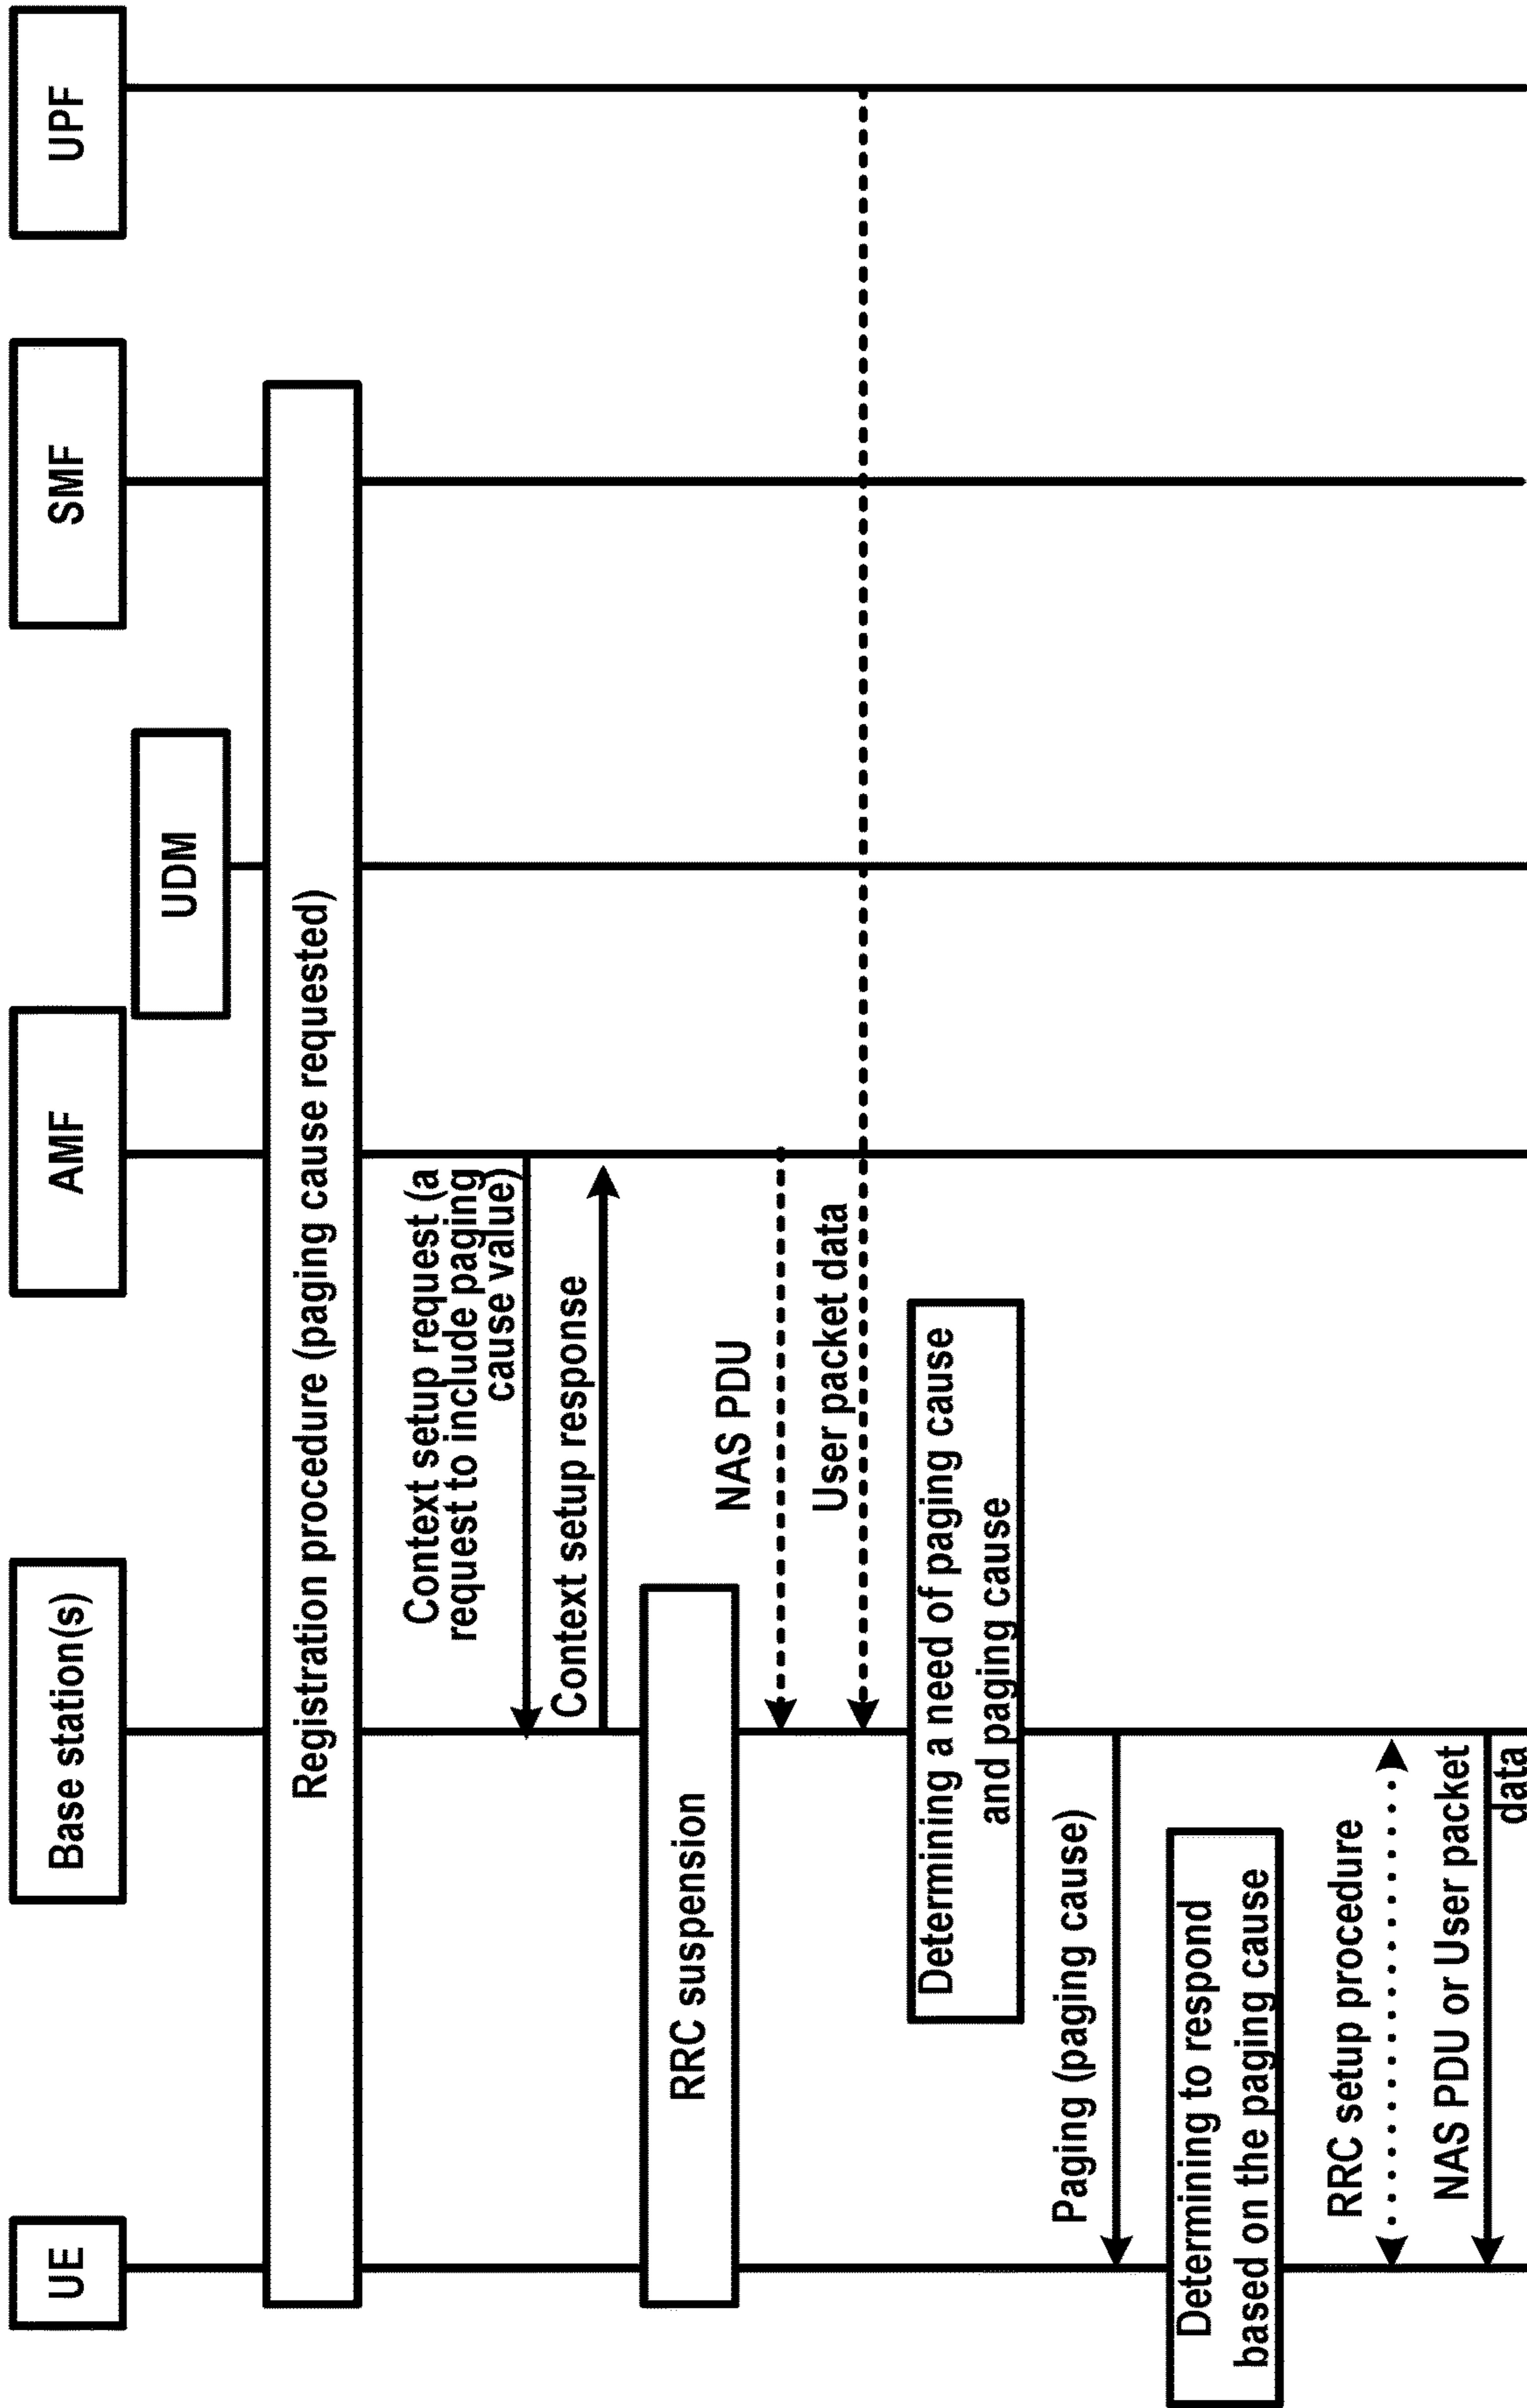 UE
Base station(s)
AMF
UDM
SMF
UPF
Registration procedure (paging cause requested)
Context setup request (a
request to include paging
cause value)
Context setup response
RRC suspension
NAS PDU
User packet data
Determining a need of paging cause
and paging cause
Paging (paging cause)
Determining to respond
based on the paging cause
RRC setup procedure
NAS PDU or User packet
data